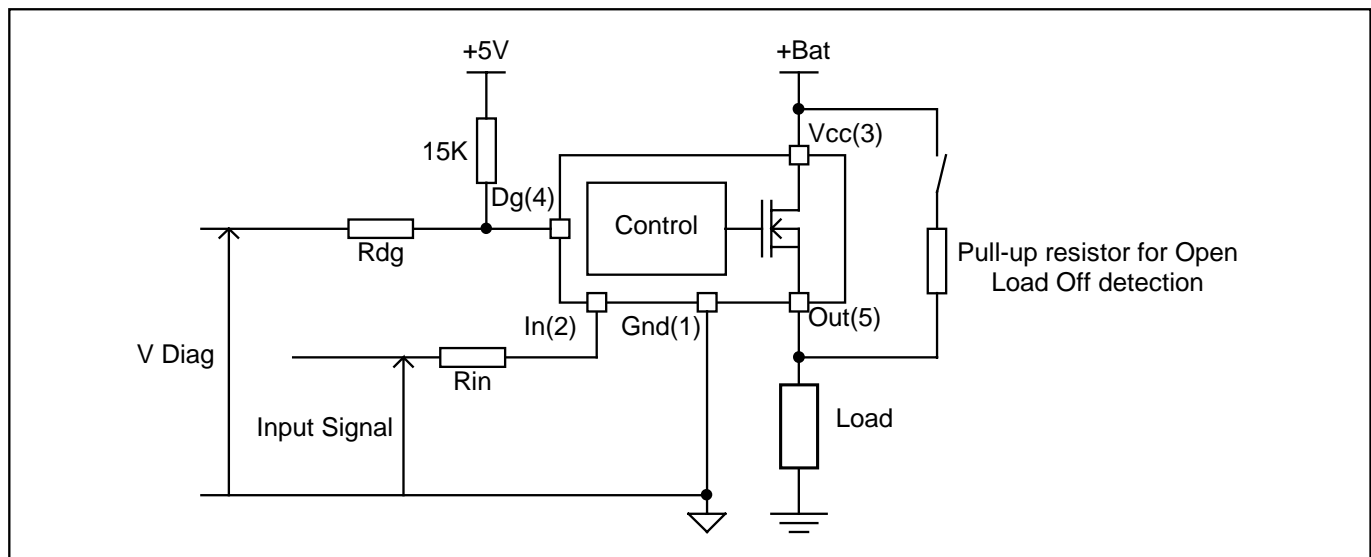 +5V
+Bat
Vcc(3)
15K
Dg(4)
Control
Rdg
Pull-up resistor for Open
Load Off detection
In(2)
Gnd(1)
Out(5)
V Diag
Rin
Input Signal
Load